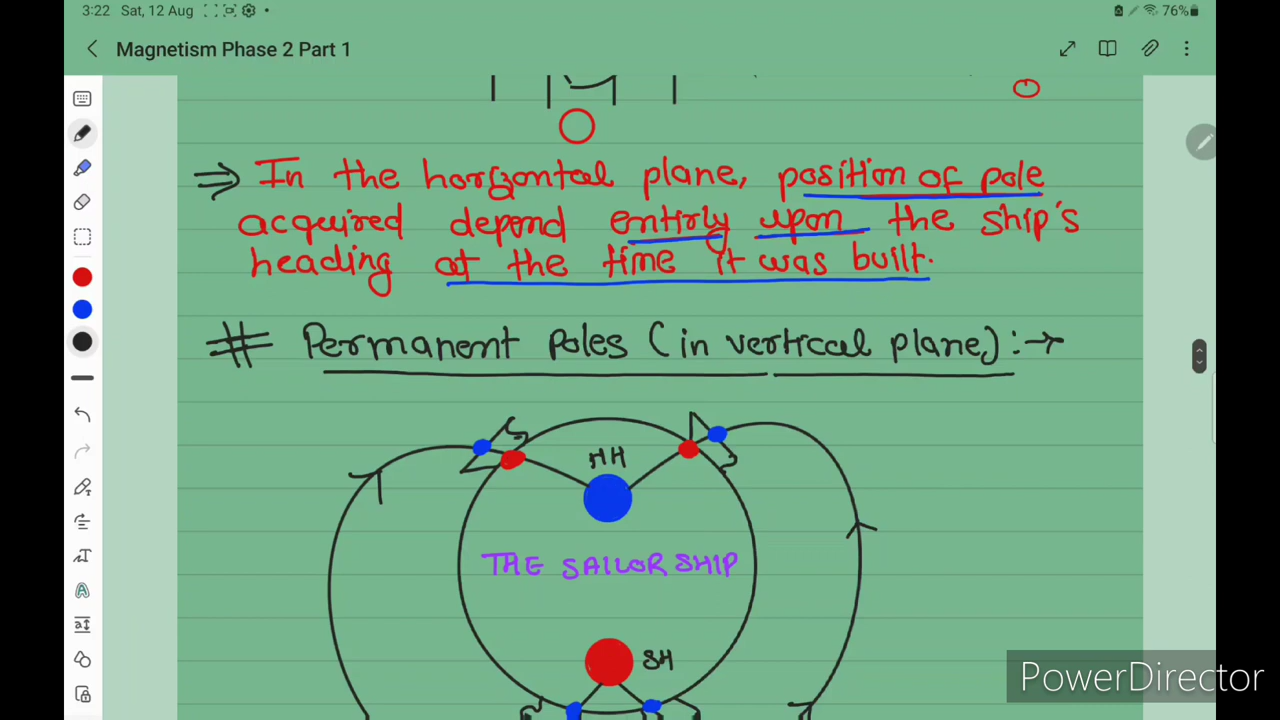 3:22 Sat, 12 Aug
76%
Magnetism Phase 2 Part 1
⇒ In the horizontal plane, position of pole
acquired depend entirly upon the ship's
heading at the time it was built.
# Permanent Poles (in vertical plane) :→
NH
THE SAILOR SHIP
SH
PowerDirector